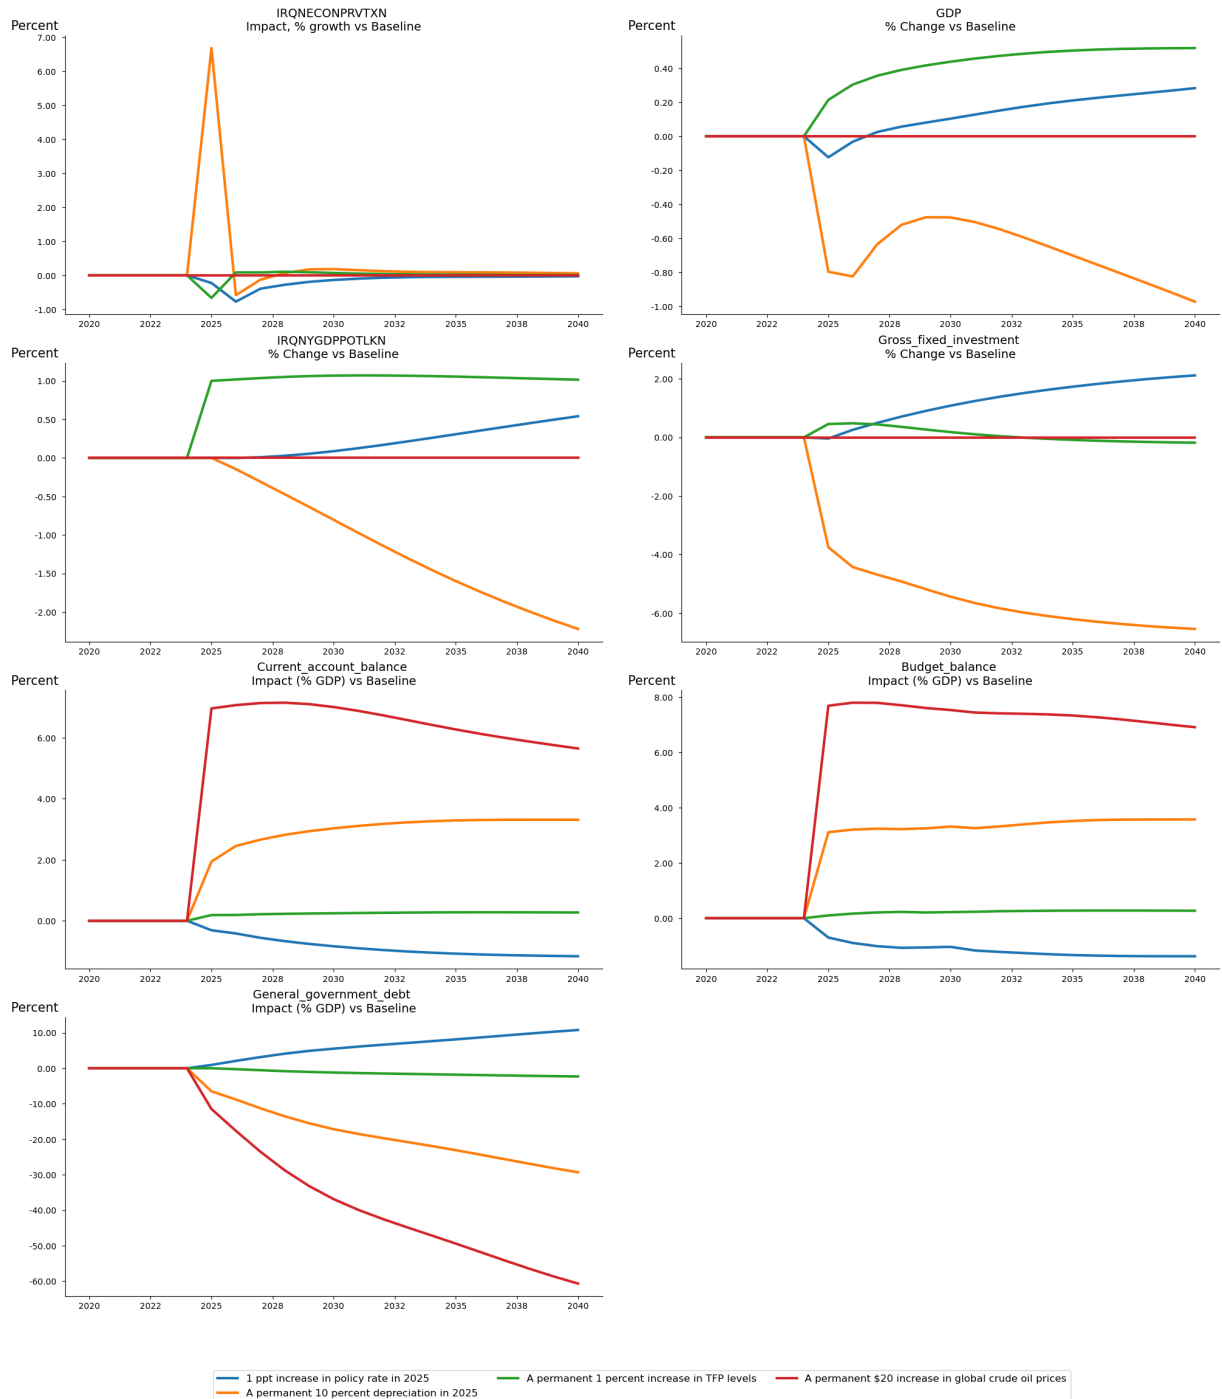 IRQNECONPRVTXN
Impact, % growth vs Baseline
Percent
7.00
6.00
5.00
4.00
3.00
2.00
1.00
0.00
-1.00
2020 2022 2025 2028 2030 2032 2035 2038 2040
GDP
% Change vs Baseline
Percent
0.40
0.20
0.00
-0.20
-0.40
-0.60
-0.80
-1.00
2020 2022 2025 2028 2030 2032 2035 2038 2040
IRQNYGDPPOTLKN
% Change vs Baseline
Percent
1.00
0.50
0.00
-0.50
-1.00
-1.50
-2.00
2020 2022 2025 2028 2030 2032 2035 2038 2040
Gross_fixed_investment
% Change vs Baseline
Percent
2.00
0.00
-2.00
-4.00
-6.00
2020 2022 2025 2028 2030 2032 2035 2038 2040
Current_account_balance
Impact (% GDP) vs Baseline
Percent
6.00
4.00
2.00
0.00
2020 2022 2025 2028 2030 2032 2035 2038 2040
Budget_balance
Impact (% GDP) vs Baseline
Percent
8.00
6.00
4.00
2.00
0.00
2020 2022 2025 2028 2030 2032 2035 2038 2040
General_government_debt
Impact (% GDP) vs Baseline
Percent
10.00
0.00
-10.00
-20.00
-30.00
-40.00
-50.00
-60.00
2020 2022 2025 2028 2030 2032 2035 2038 2040
1 ppt increase in policy rate in 2025
A permanent 10 percent depreciation in 2025
A permanent 1 percent increase in TFP levels
A permanent $20 increase in global crude oil prices